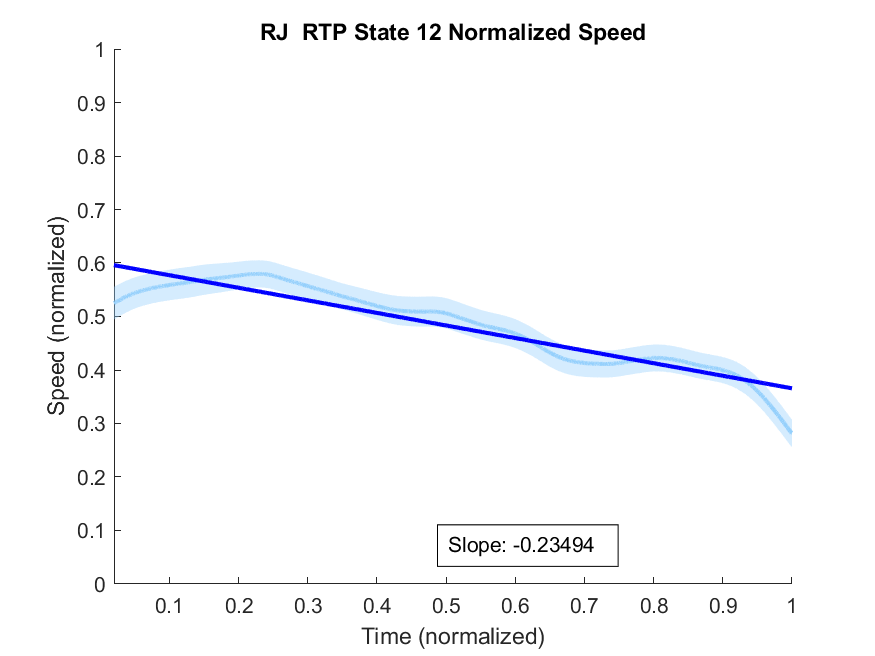 RJ  RTP State 12 Normalized Speed
1
0.9
0.8
0.7
0.6
0.5
0.4
0.3
0.2
0.1
0
Speed (normalized)
Slope: -0.23494
0.1 0.2 0.3 0.4 0.5 0.6 0.7 0.8 0.9 1
Time (normalized)